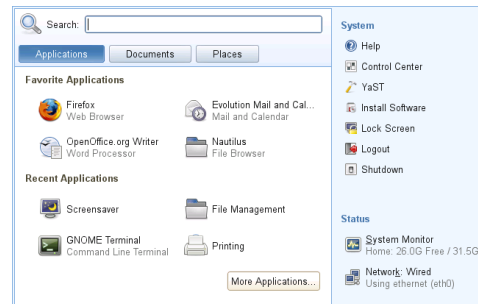 Search:
Applications
Documents
Places
Favorite Applications
Firefox
Web Browser
Evolution Mail and Cal...
Mail and Calendar
OpenOffice.org Writer
Word Processor
Nautilus
File Browser
Recent Applications
Screensaver
File Management
GNOME Terminal
Command Line Terminal
Printing
More Applications...
System
Help
Control Center
YaST
Install Software
Lock Screen
Logout
Shutdown
Status
System Monitor
Home: 26.0G Free / 31.5G
Network: Wired
Using ethernet (eth0)